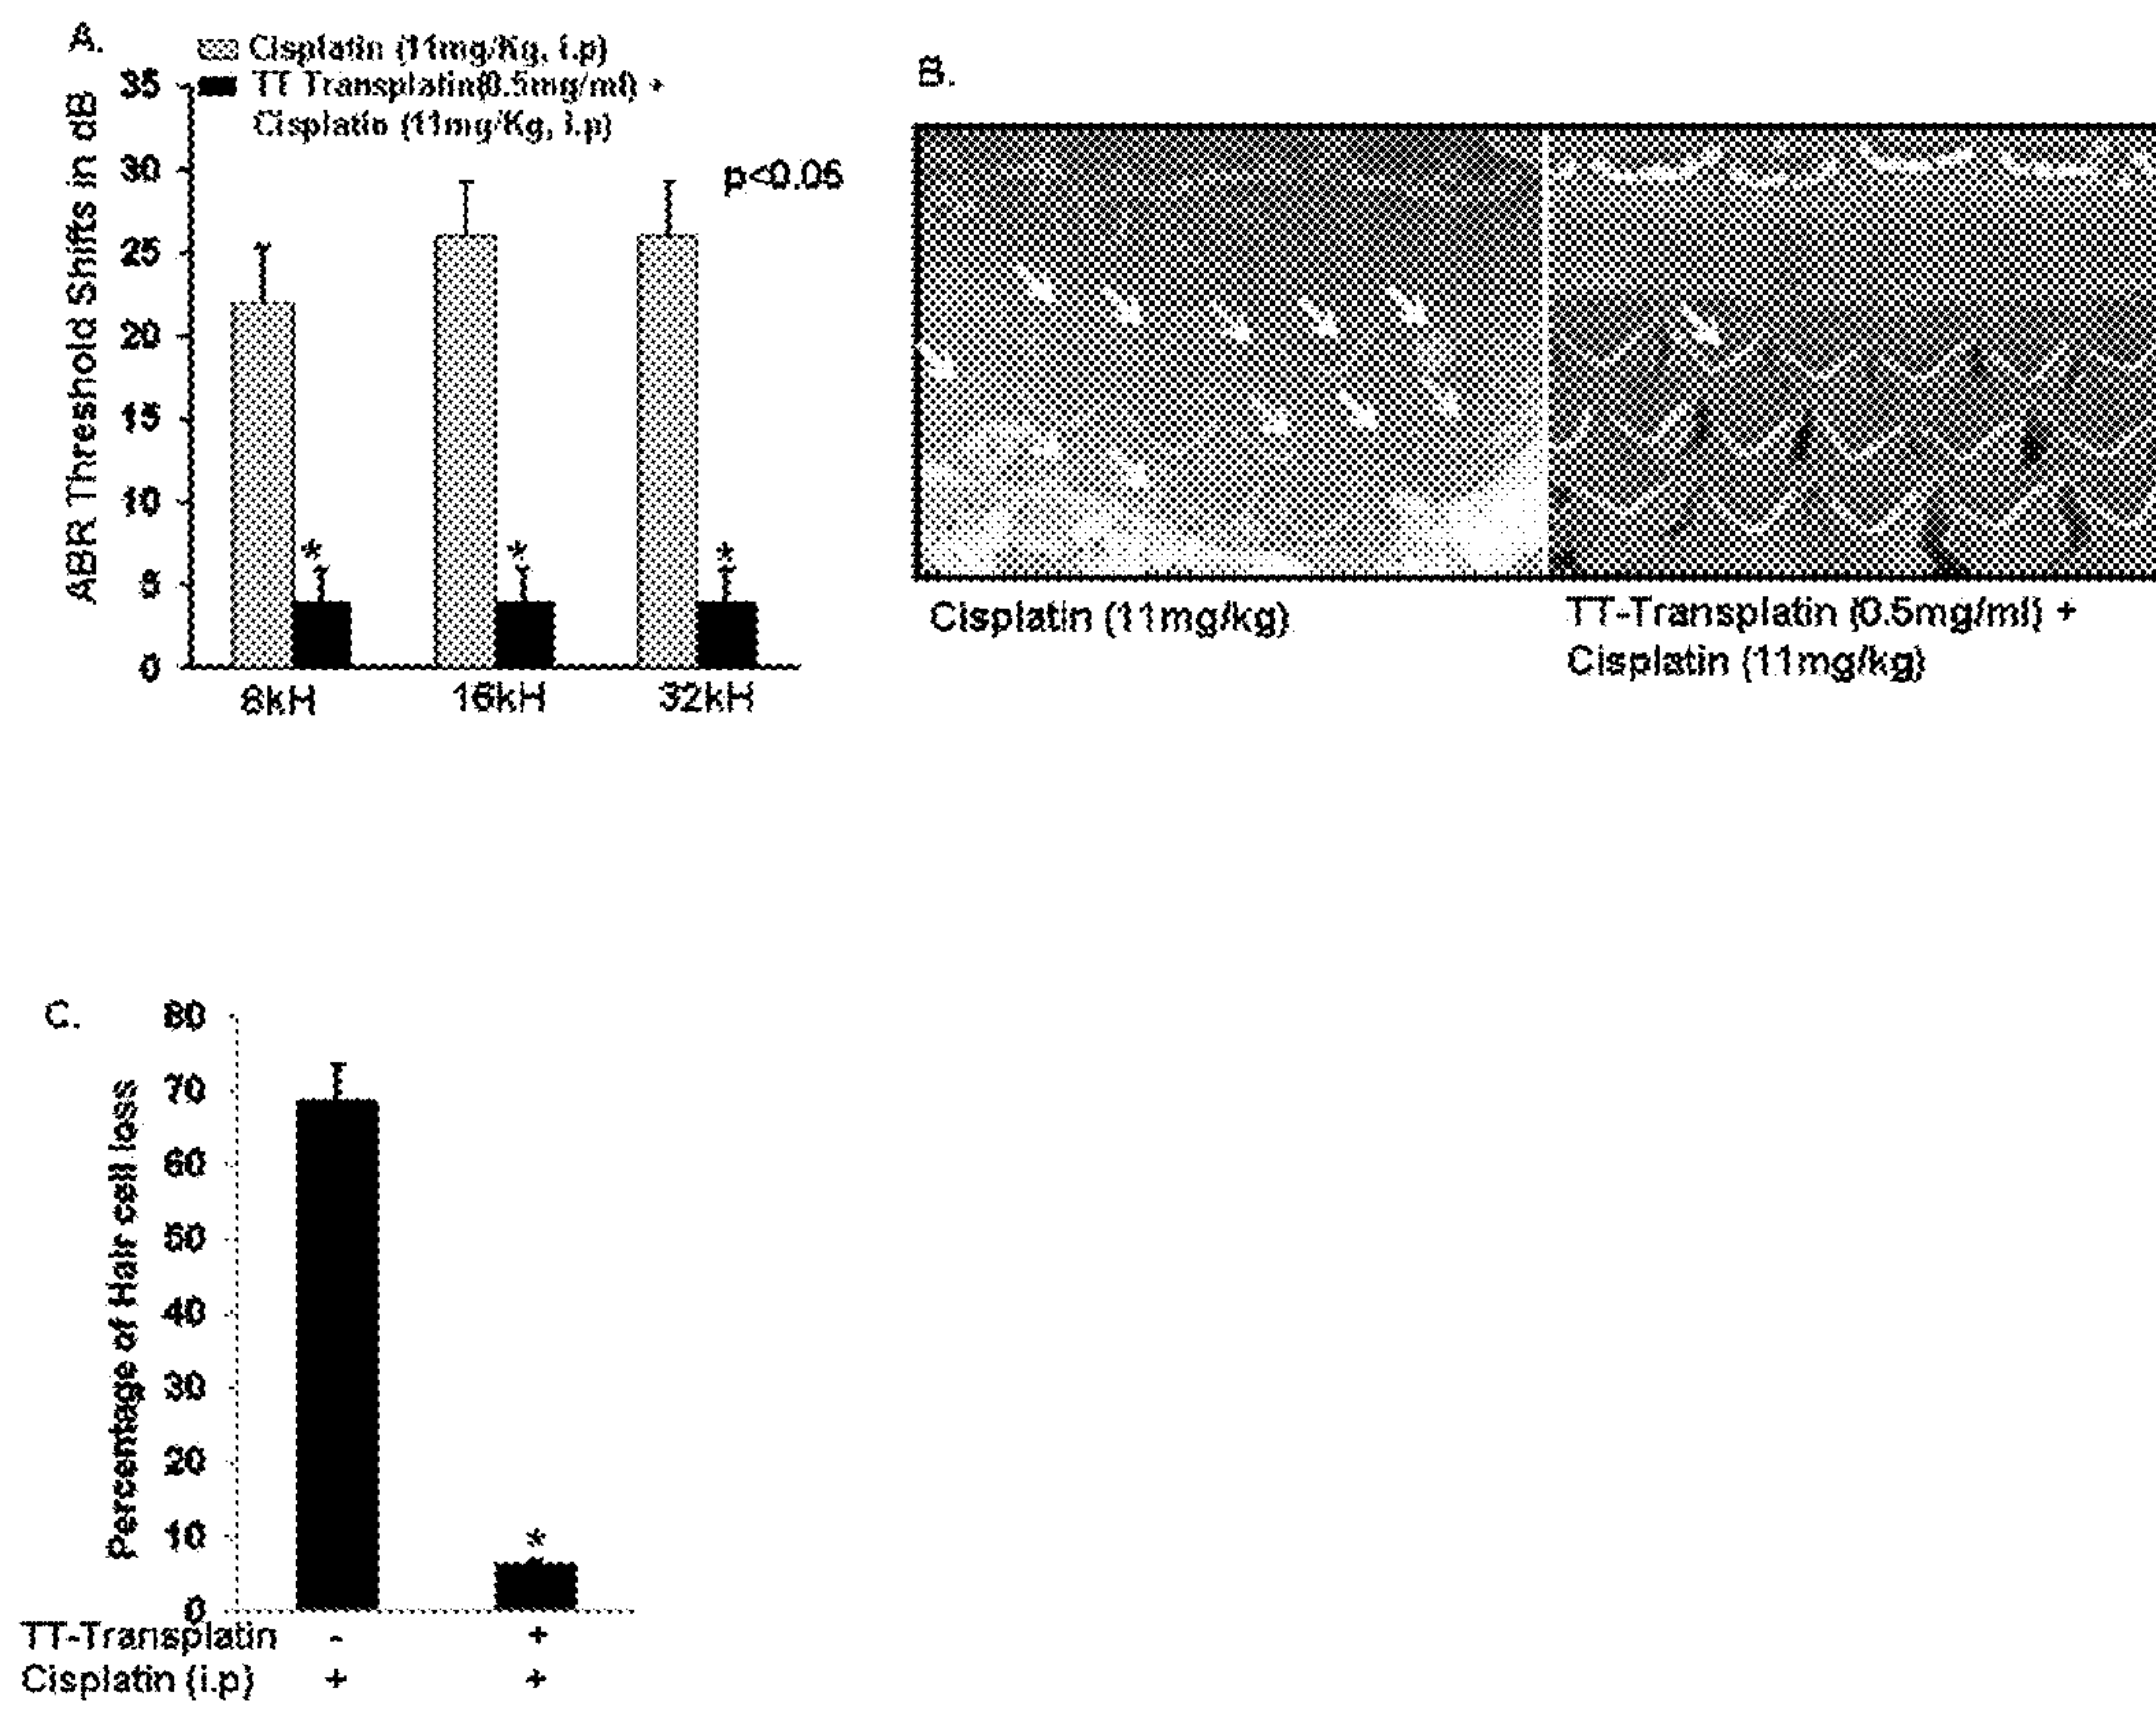 A.
Cisplatin (11mg/Kg, i.p)
TT Transplatin(0.5mg/ml) +
Cisplatin (11mg/Kg, i.p)
ABR Threshold Shifts in dB
35
30
25
20
15
10
5
0
p<0.05
*
*
*
8kH
16kH
32kH
B.
Cisplatin (11mg/kg)
TT-Transplatin (0.5mg/ml) +
Cisplatin (11mg/kg)
C.
Percentage of Hair cell loss
80
70
60
50
40
30
20
10
0
*
TT-Transplatin - +
Cisplatin (i.p) + +